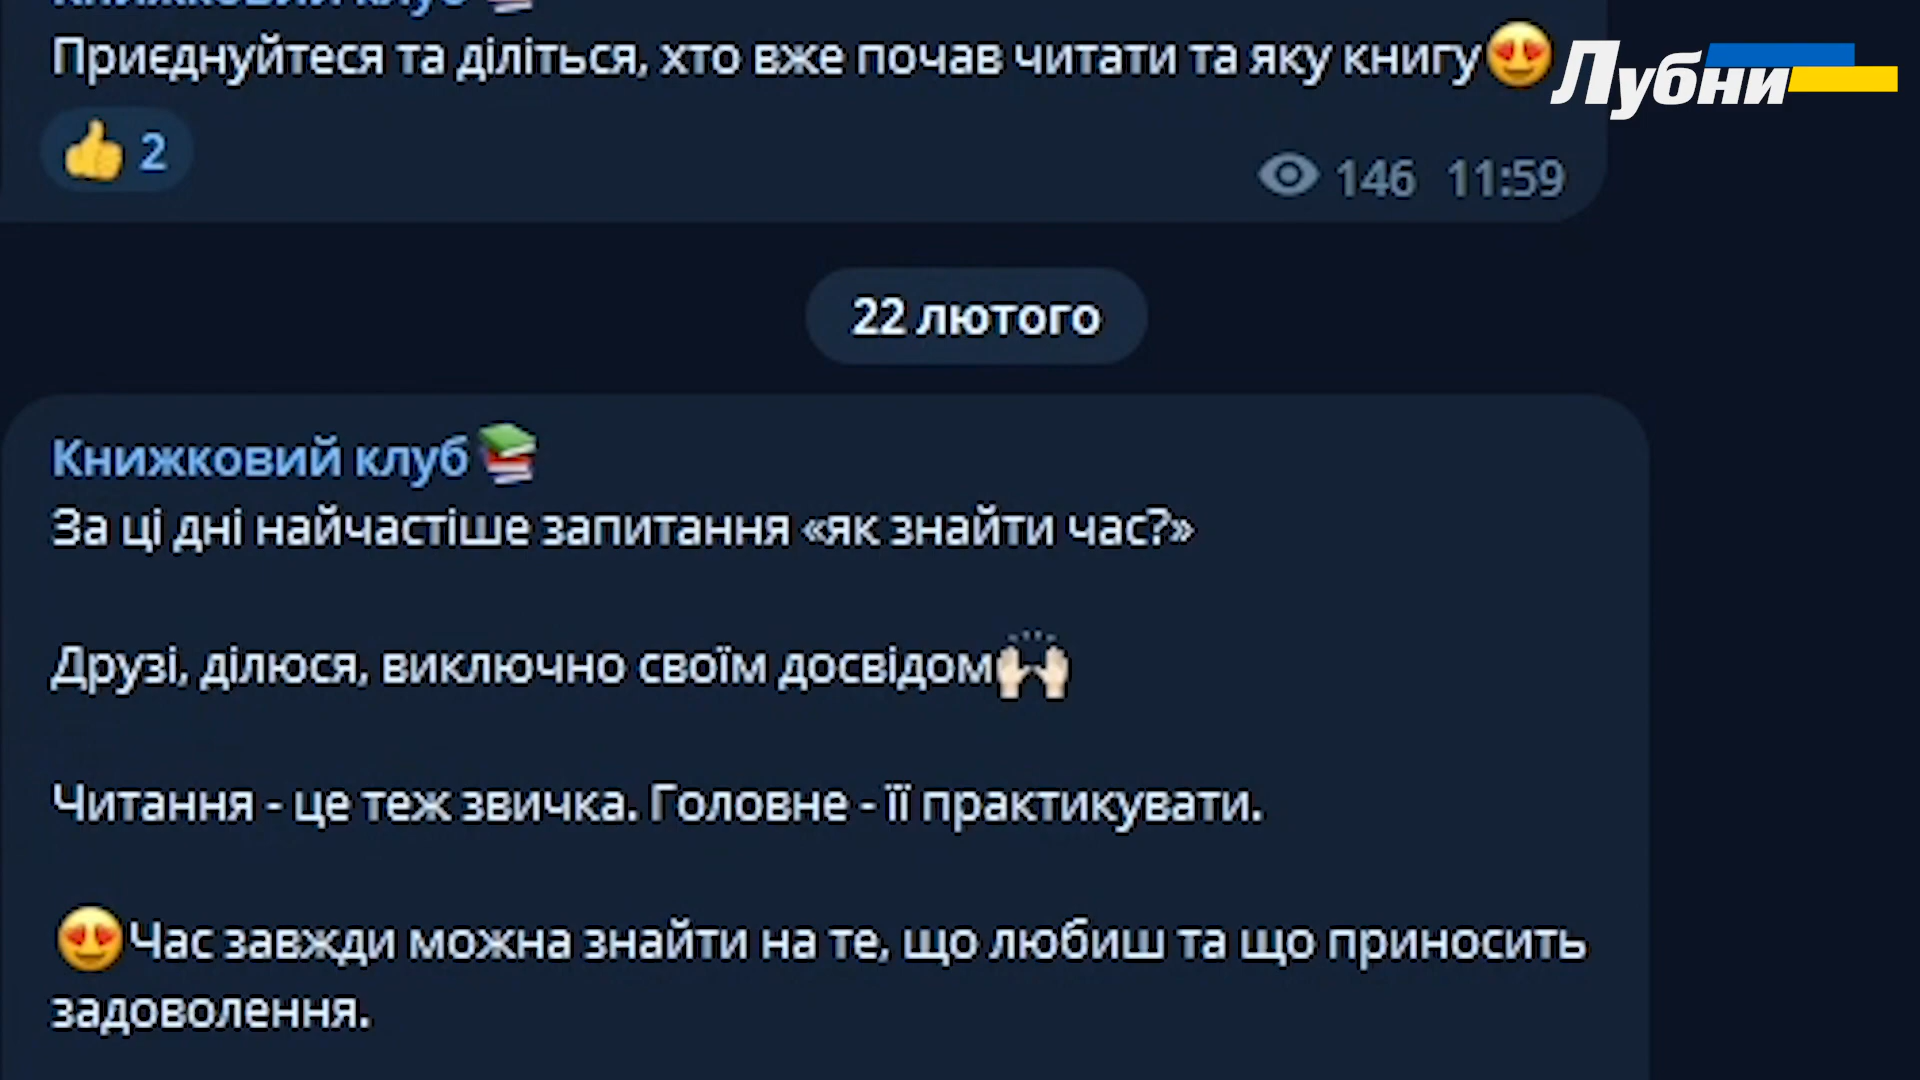 Книжковий клуб📚
Приєднуйтеся та діліться, хто вже почав читати та яку книгу😍
Лубни
👍 2
146 11:59
22 лютого
Книжковий клуб📚
За ці дні найчастіше запитання «як знайти час?»
Друзі, ділюся, виключно своїм досвідом🙌🏻
Читання - це теж звичка. Головне - її практикувати.
😍Час завжди можна знайти на те, що любиш та що приносить
задоволення.